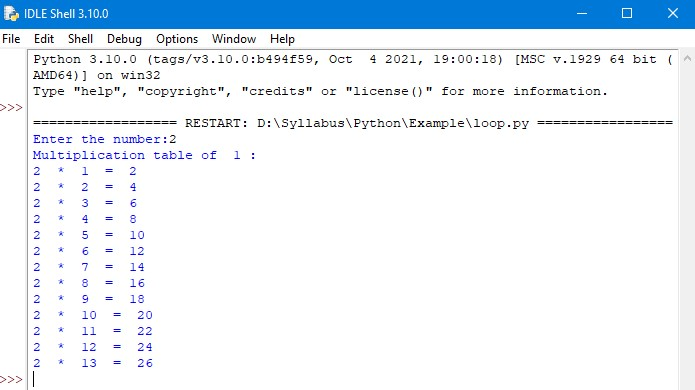 IDLE Shell 3.10.0
File Edit Shell Debug Options Window Help
Python 3.10.0 (tags/v3.10.0:b494f59, Oct  4 2021, 19:00:18) [MSC v.1929 64 bit (
AMD64)] on win32
Type "help", "copyright", "credits" or "license()" for more information.
>>>
================== RESTART: D:\Syllabus\Python\Example\loop.py =================
Enter the number:2
Multiplication table of  1 :
2  *  1  =  2
2  *  2  =  4
2  *  3  =  6
2  *  4  =  8
2  *  5  =  10
2  *  6  =  12
2  *  7  =  14
2  *  8  =  16
2  *  9  =  18
2  *  10  =  20
2  *  11  =  22
2  *  12  =  24
2  *  13  =  26
>>>